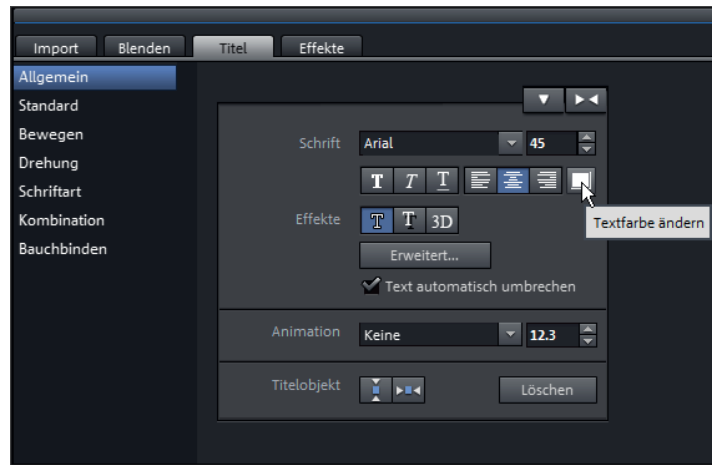 Import Blenden Titel Effekte
Allgemein
Standard
Bewegen
Drehung
Schriftart
Kombination
Bauchbinden
Schrift Arial 45
T T T
Effekte T T 3D
Textfarbe ändern
Erweitert...
Text automatisch umbrechen
Animation Keine 12.3
Titelobjekt Löschen